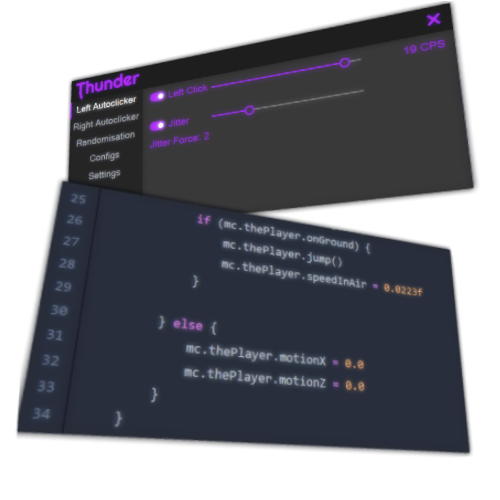 Thunder
X
19 CPS
Left Autoclicker
Left Click
Right Autoclicker
Jitter
Randomisation
Jitter Force: 2
Configs
Settings
25
26 if (mc.thePlayer.onGround) {
27 mc.thePlayer.jump()
28 mc.thePlayer.speedInAir = 0.0223f
29 }
30
31 } else {
32 mc.thePlayer.motionX = 0.0
33 mc.thePlayer.motionZ = 0.0
34 }
}